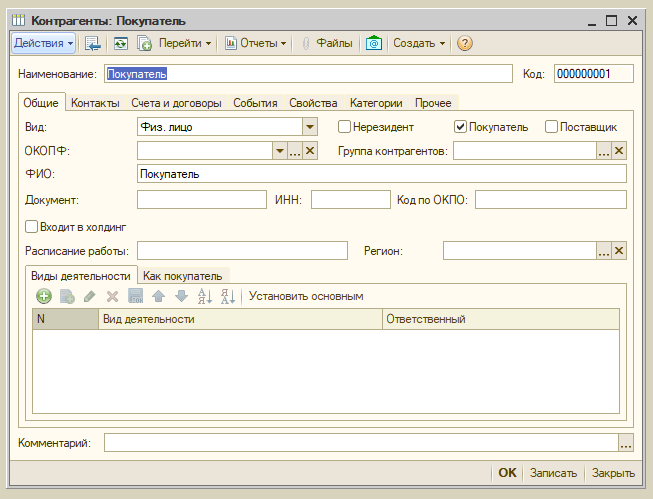 Контрагенты: Покупатель
Действия Перейти Отчеты Файлы Создать
Наименование: Покупатель Код: 000000001
Общие Контакты Счета и договоры События Свойства Категории Прочее
Вид: Физ. лицо Нерезидент Покупатель Поставщик
ОКОПФ: Группа контрагентов:
ФИО: Покупатель
Документ: ИНН: Код по ОКПО:
Входит в холдинг
Расписание работы: Регион:
Виды деятельности Как покупатель
Установить основным
N Вид деятельности Ответственный
Комментарий:
OK Записать Закрыть